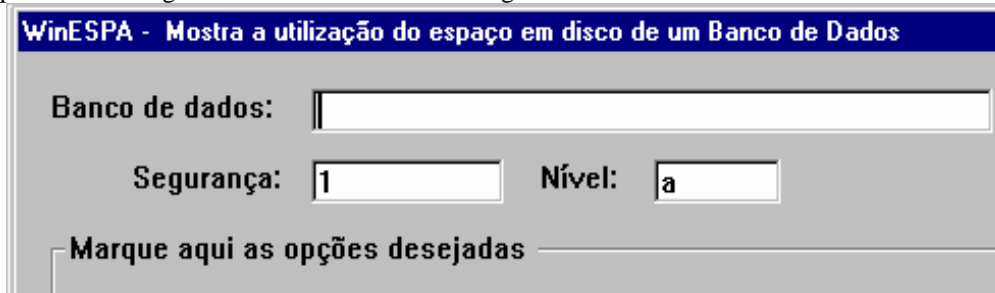 WinESPA - Mostra a utilização do espaço em disco de um Banco de Dados
Banco de dados:
Segurança: 1 Nível: a
Marque aqui as opções desejadas